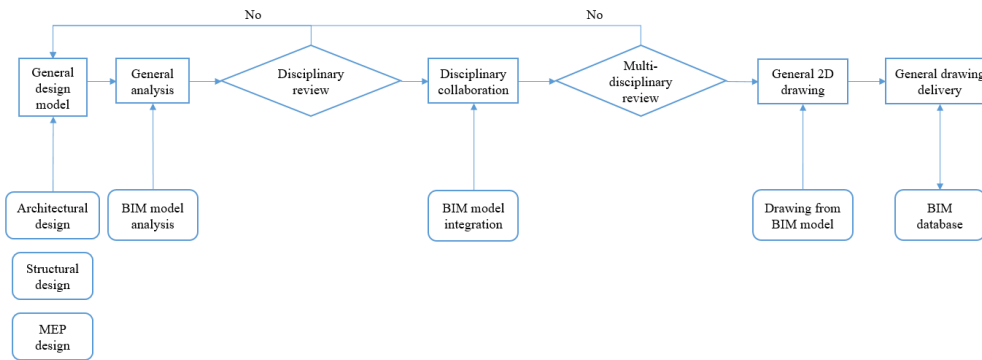 No
No
General
design
model
General
analysis
Disciplinary
review
Disciplinary
collaboration
Multi-
disciplinary
review
General 2D
drawing
General drawing
delivery
Architectural
design
BIM model
analysis
BIM model
integration
Drawing from
BIM model
BIM
database
Structural
design
MEP
design